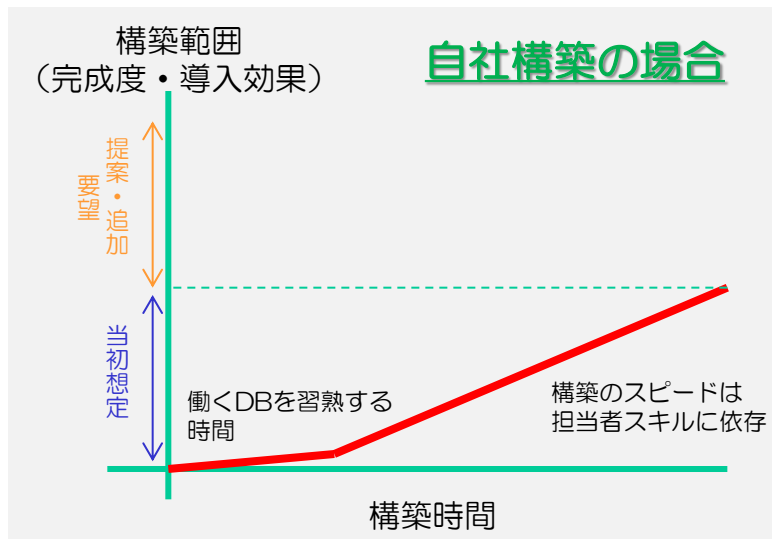 構築範囲
（完成度・導入効果）
自社構築の場合
提案・追加
要望
当初想定
働くDBを習熟する
時間
構築のスピードは
担当者スキルに依存
構築時間